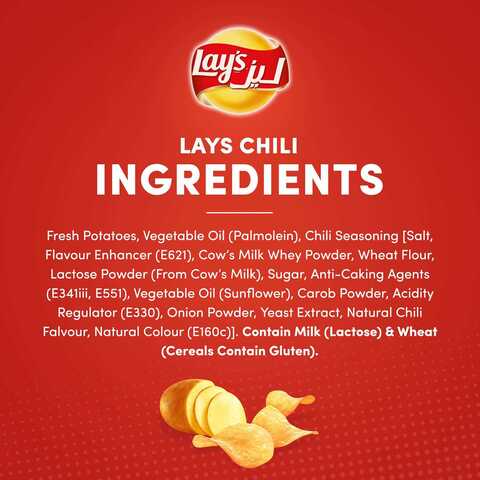 Lay's ليز
LAYS CHILI
INGREDIENTS
Fresh Potatoes, Vegetable Oil (Palmolein), Chili Seasoning [Salt,
Flavour Enhancer (E621), Cow's Milk Whey Powder, Wheat Flour,
Lactose Powder (From Cow's Milk), Sugar, Anti-Caking Agents
(E341iii, E551), Vegetable Oil (Sunflower), Carob Powder, Acidity
Regulator (E330), Onion Powder, Yeast Extract, Natural Chili
Falvour, Natural Colour (E160c)]. Contain Milk (Lactose) & Wheat
(Cereals Contain Gluten).